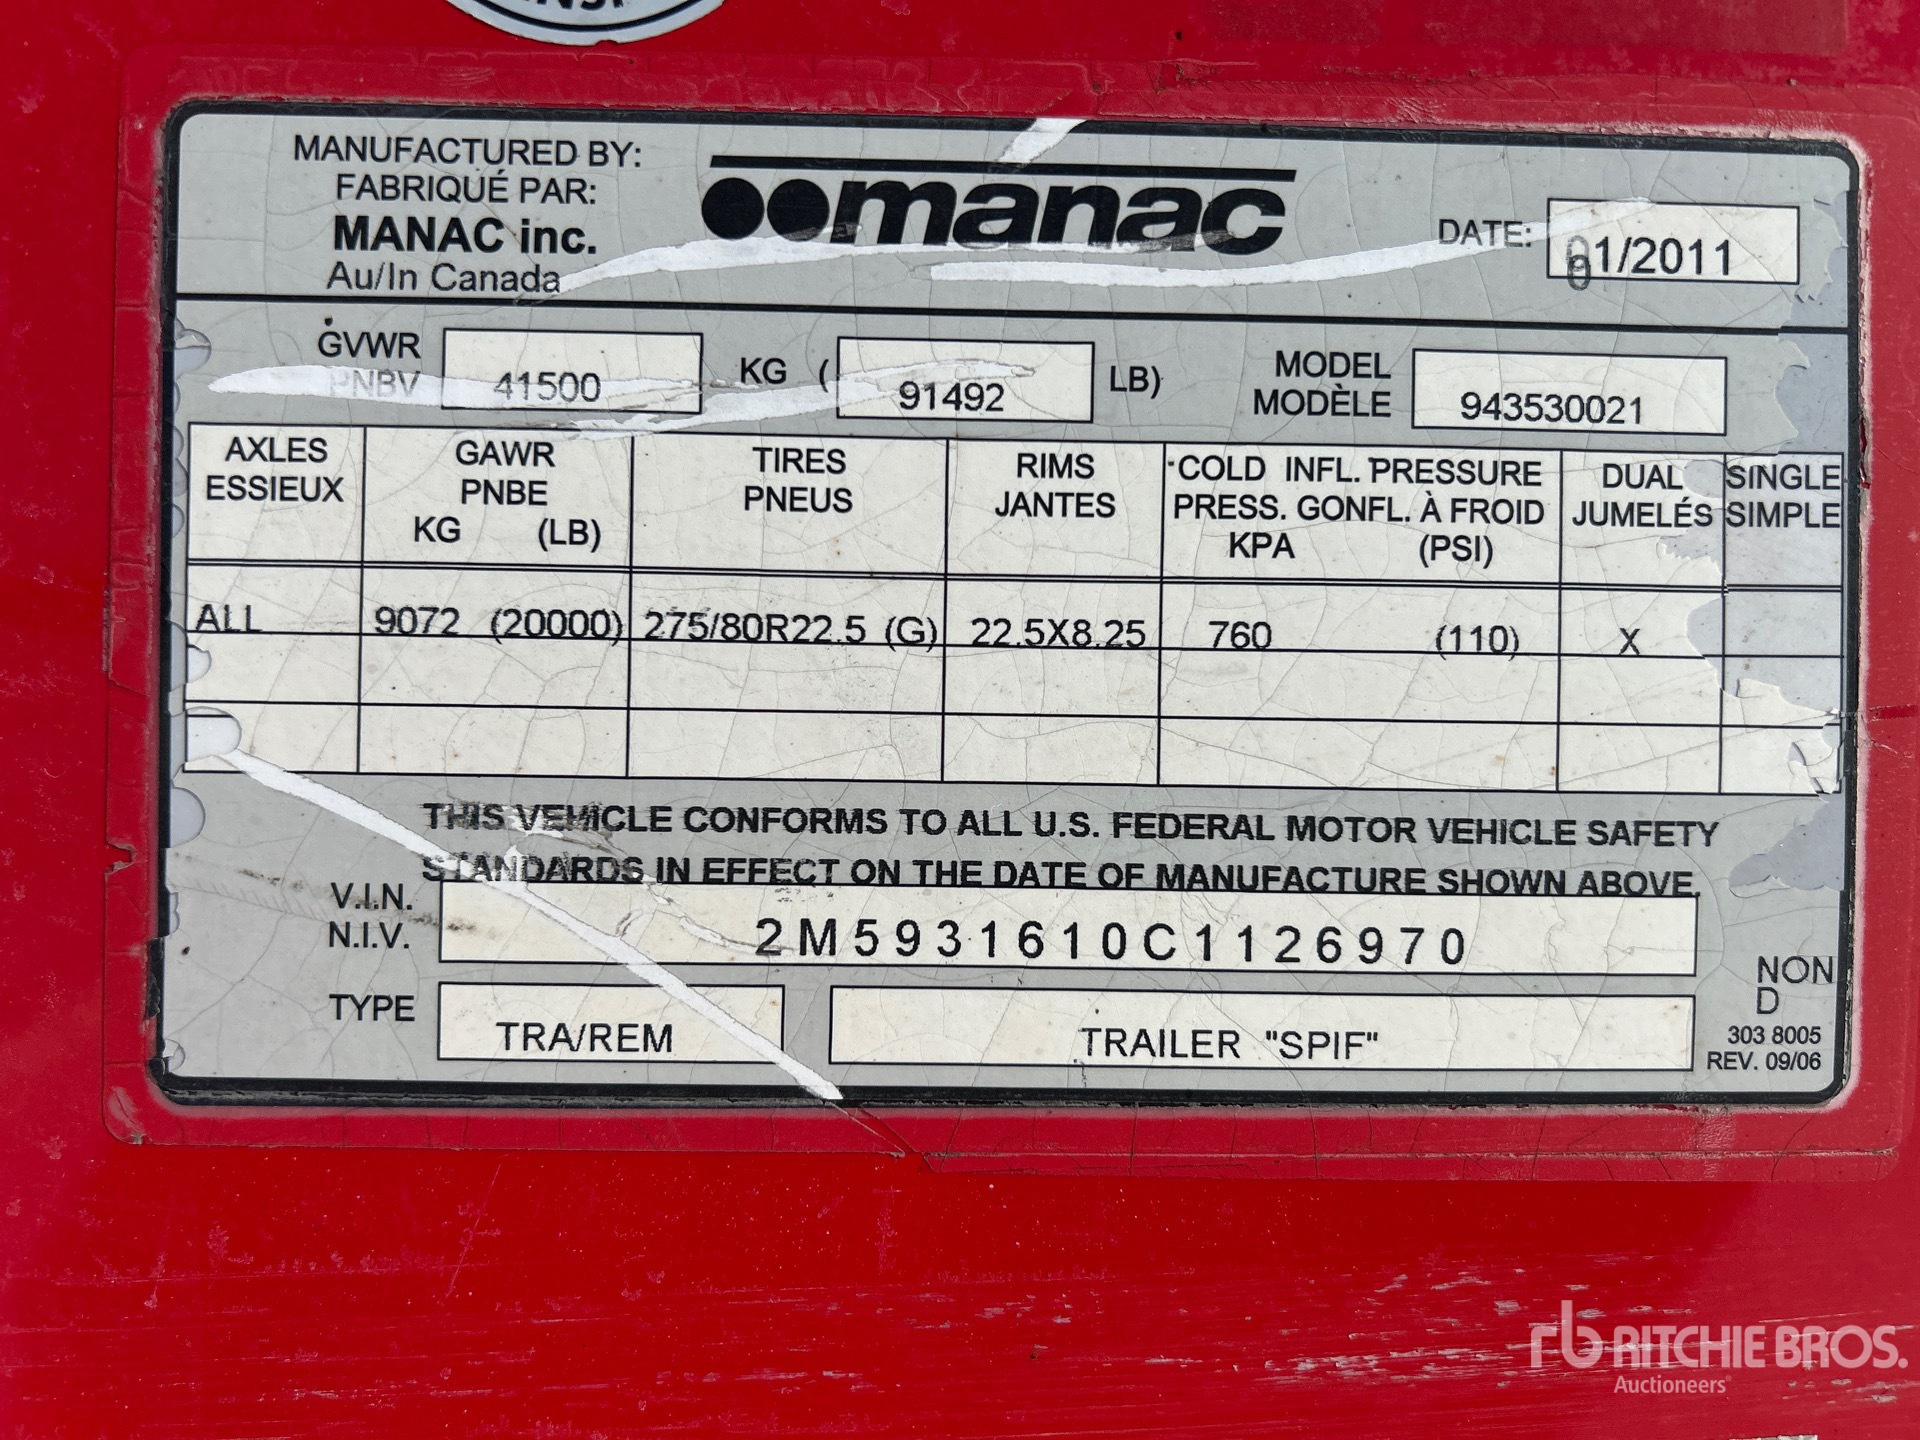 MANUFACTURED BY:
FABRIQUÉ PAR:
MANAC inc.
Au/In Canada
manac
DATE: 01/2011
GVWR
PNBV
41500
KG (
91492
LB)
MODEL
MODÈLE
943530021
AXLES
ESSIEUX
GAWR
PNBE
KG (LB)
TIRES
PNEUS
RIMS
JANTES
COLD INFL. PRESSURE
PRESS. GONFL. À FROID
KPA (PSI)
DUAL
JUMELÉS
SINGLE
SIMPLE
ALL 9072 (20000) 275/80R22.5 (G) 22.5X8.25 760 (110) X
THIS VEHICLE CONFORMS TO ALL U.S. FEDERAL MOTOR VEHICLE SAFETY
STANDARDS IN EFFECT ON THE DATE OF MANUFACTURE SHOWN ABOVE.
V.I.N.
N.I.V.
2M5931610C1126970
TYPE
TRA/REM
TRAILER "SPIF"
NON
D
303 8005
REV. 09/06
rb RITCHIE BROS.
Auctioneers